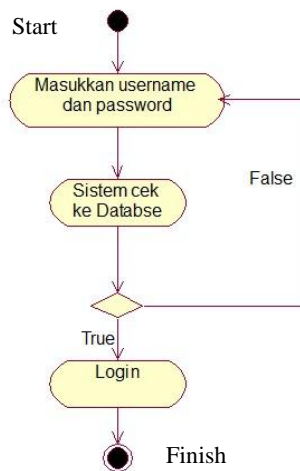 Start
Masukkan username
dan password
Sistem cek
ke Databse
False
True
Login
Finish